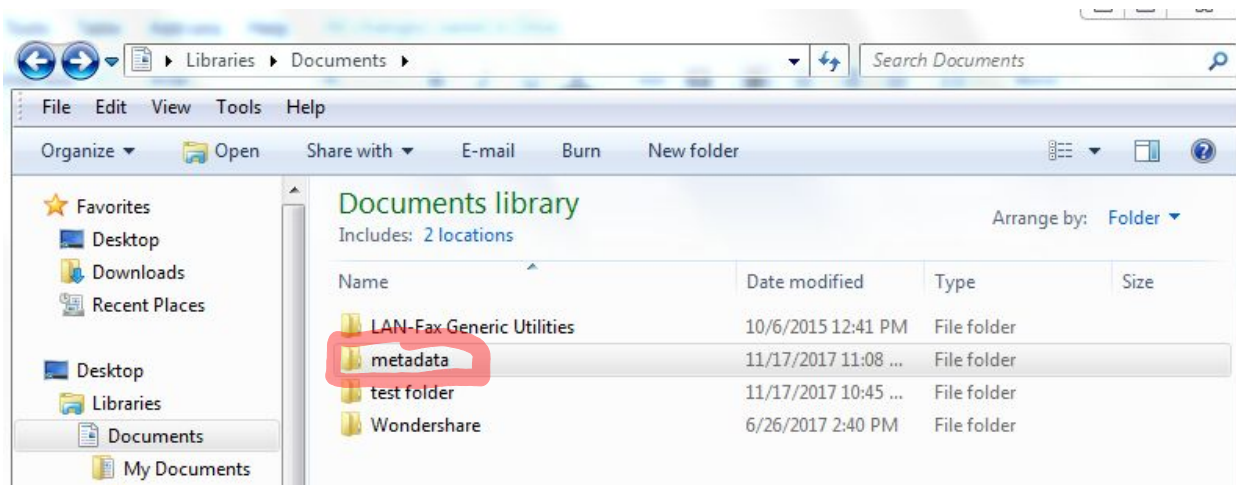 Libraries Documents Search Documents
File Edit View Tools Help
Organize Open Share with E-mail Burn New folder
Favorites
Desktop
Downloads
Recent Places
Desktop
Libraries
Documents
My Documents
Documents library
Includes: 2 locations
Arrange by: Folder
Name Date modified Type Size
LAN-Fax Generic Utilities 10/6/2015 12:41 PM File folder
metadata 11/17/2017 11:08 ... File folder
test folder 11/17/2017 10:45 ... File folder
Wondershare 6/26/2017 2:40 PM File folder